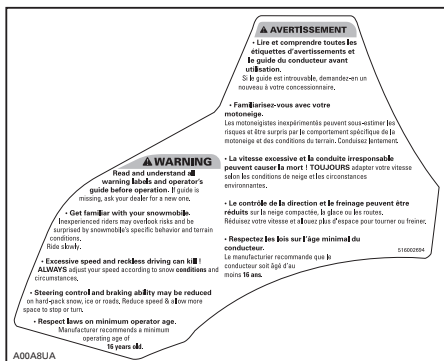 AVERTISSEMENT
• Lire et comprendre toutes les
étiquettes d'avertissements et
le guide du conducteur avant
utilisation.
Si le guide est introuvable, demandez-en un
nouveau à votre concessionnaire.
• Familiarisez-vous avec votre
motoneige.
Les motoneigistes inexpérimentés peuvent sous-estimer les
risques et être surpris par le comportement spécifique de la
motoneige et des conditions du terrain. Conduisez lentement.
• La vitesse excessive et la conduite irresponsable
peuvent causer la mort ! TOUJOURS adapter votre vitesse
selon les conditions de neige et les circonstances
environnantes.
• Le contrôle de la direction et le freinage peuvent être
réduits sur la neige compactée, la glace ou les routes.
Réduisez votre vitesse et allouez plus d'espace pour tourner ou freiner.
• Respectez les lois sur l'âge minimal du
conducteur.
Le manufacturier recommande que le
conducteur soit âgé d'au
moins 16 ans.
516002694
WARNING
Read and understand all
warning labels and operator's
guide before operation. If guide is
missing, ask your dealer for a new one.
• Get familiar with your snowmobile.
Inexperienced riders may overlook risks and be
surprised by snowmobile's specific behavior and terrain
conditions.
Ride slowly.
• Excessive speed and reckless driving can kill !
ALWAYS adjust your speed according to snow conditions and
circumstances.
• Steering control and braking ability may be reduced
on hard-pack snow, ice or roads. Reduce speed & allow more
space to stop or turn.
• Respect laws on minimum operator age.
Manufacturer recommends a minimum
operating age of
16 years old.
A00A8UA